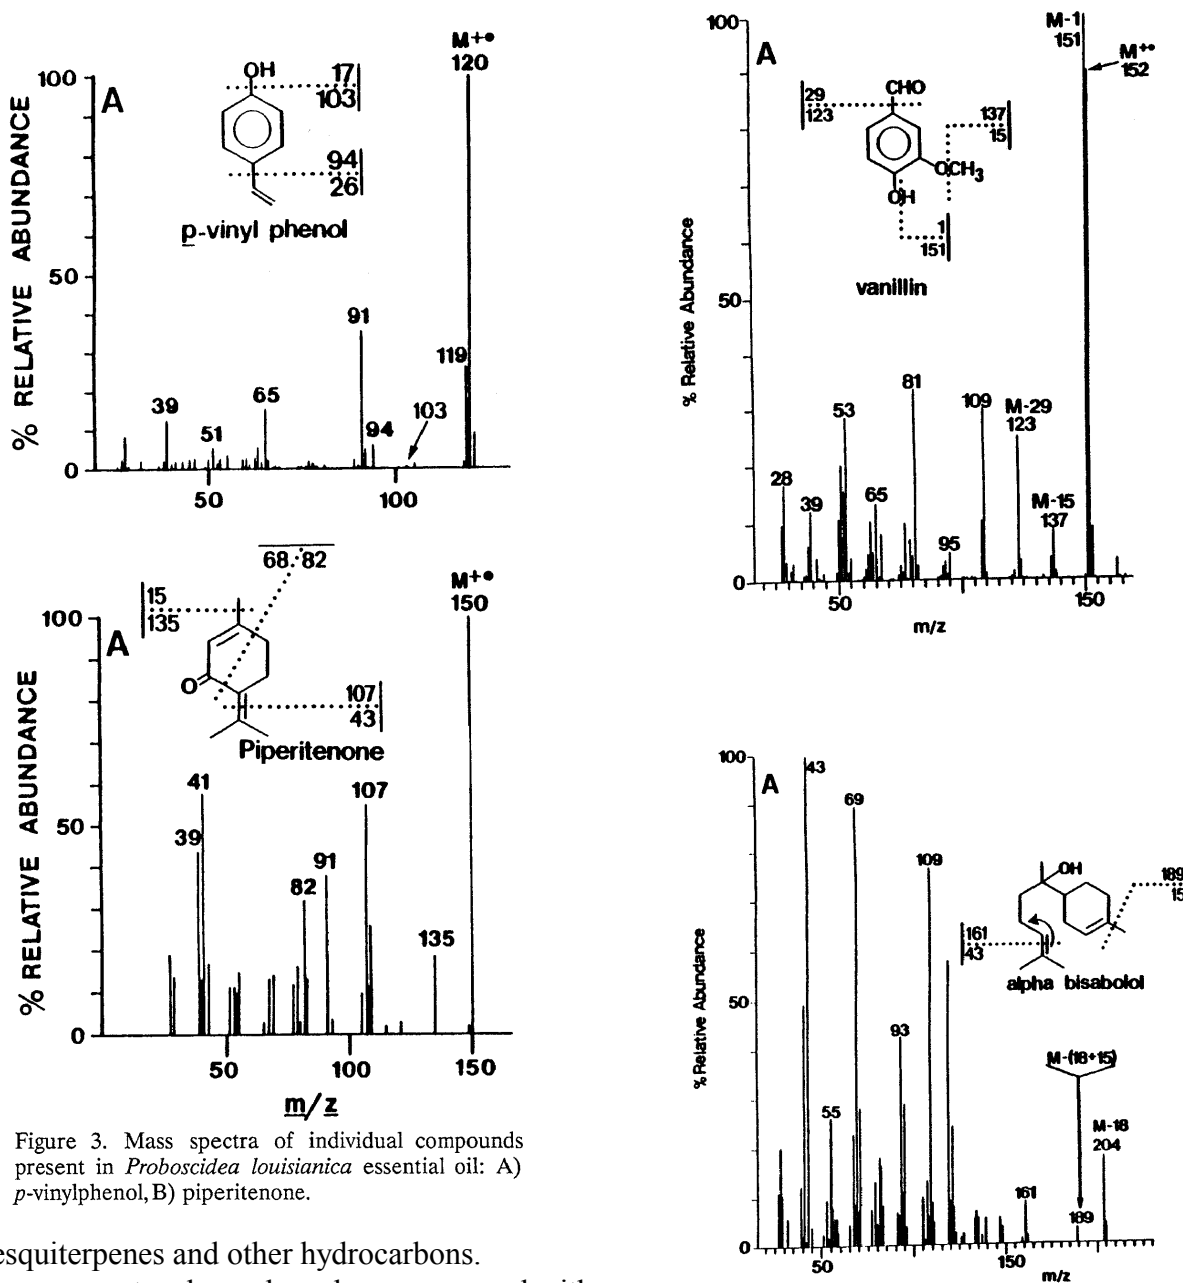 M+•
120
100
A
OH
17
103
94
26
p-vinyl phenol
50
91
119
39
65
103
51
94
0
50
100
% RELATIVE ABUNDANCE
68 82
15
135
M+•
150
100
A
O
107
43
Piperitenone
41
107
50
39
91
82
135
0
50
100
150
% RELATIVE ABUNDANCE
m/z
Figure 3. Mass spectra of individual compounds
present in Proboscidea louisianica essential oil: A)
p-vinylphenol, B) piperitenone.
esquiterpenes and other hydrocarbons.
100
A
M-1
151
M+•
152
CHO
29
123
137
15
OCH3
OH
1
151
vanillin
50
81
53
109
M-29
123
28
39
65
M-15
137
95
0
50
150
% Relative Abundance
m/z
100
A
43
69
109
OH
189
15
161
43
alpha bisabolol
50
93
M-(18+15)
55
M-18
204
161
189
0
50
150
% Relative Abundance
m/z